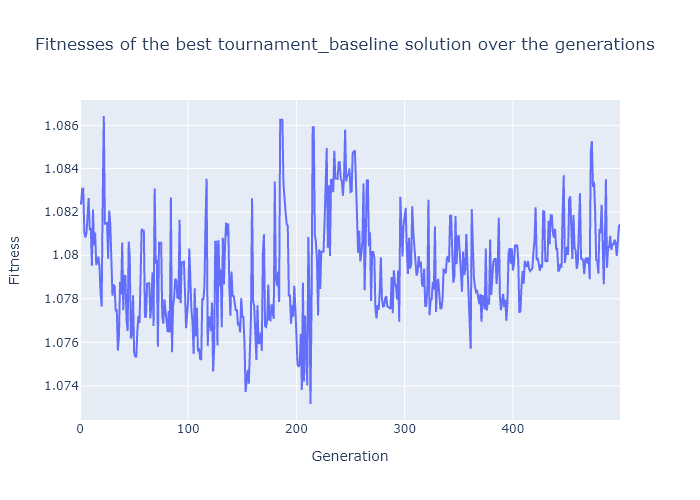 Fitnesses of the best tournament_baseline solution over the generations
1.086
1.084
1.082
1.08
1.078
1.076
1.074
Fitness
0 100 200 300 400
Generation